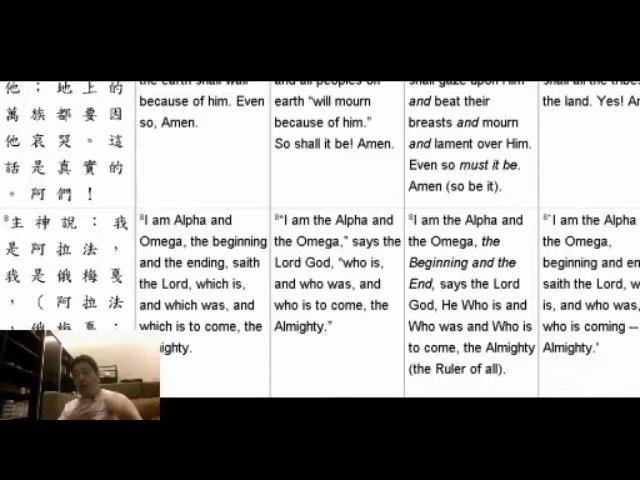 他 ； 地 上 的
萬 族 都 要 因
他 哀 哭 。 這
話 是 真 實 的
。 阿 們 ！
the earth shall wail
because of him. Even
so, Amen.
and all peoples on
earth “will mourn
because of him.”
So shall it be! Amen.
shall gaze upon Him
and beat their
breasts and mourn
and lament over Him.
Even so must it be.
Amen (so be it).
shall all the tribes
the land. Yes! Am
8主 神 說 ： 我
是 阿 拉 法 ，
我 是 俄 梅 戛
， （ 阿 拉 法
， 俄 梅 戛 ：
8I am Alpha and
Omega, the beginning
and the ending, saith
the Lord, which is,
and which was, and
which is to come, the
mighty.
8“I am the Alpha and
the Omega,” says the
Lord God, “who is,
and who was, and
who is to come, the
Almighty.”
8I am the Alpha and
the Omega, the
Beginning and the
End, says the Lord
God, He Who is and
Who was and Who is
to come, the Almighty
(the Ruler of all).
8`I am the Alpha and
the Omega,
beginning and en
saith the Lord, w
is, and who was,
who is coming --
Almighty.'